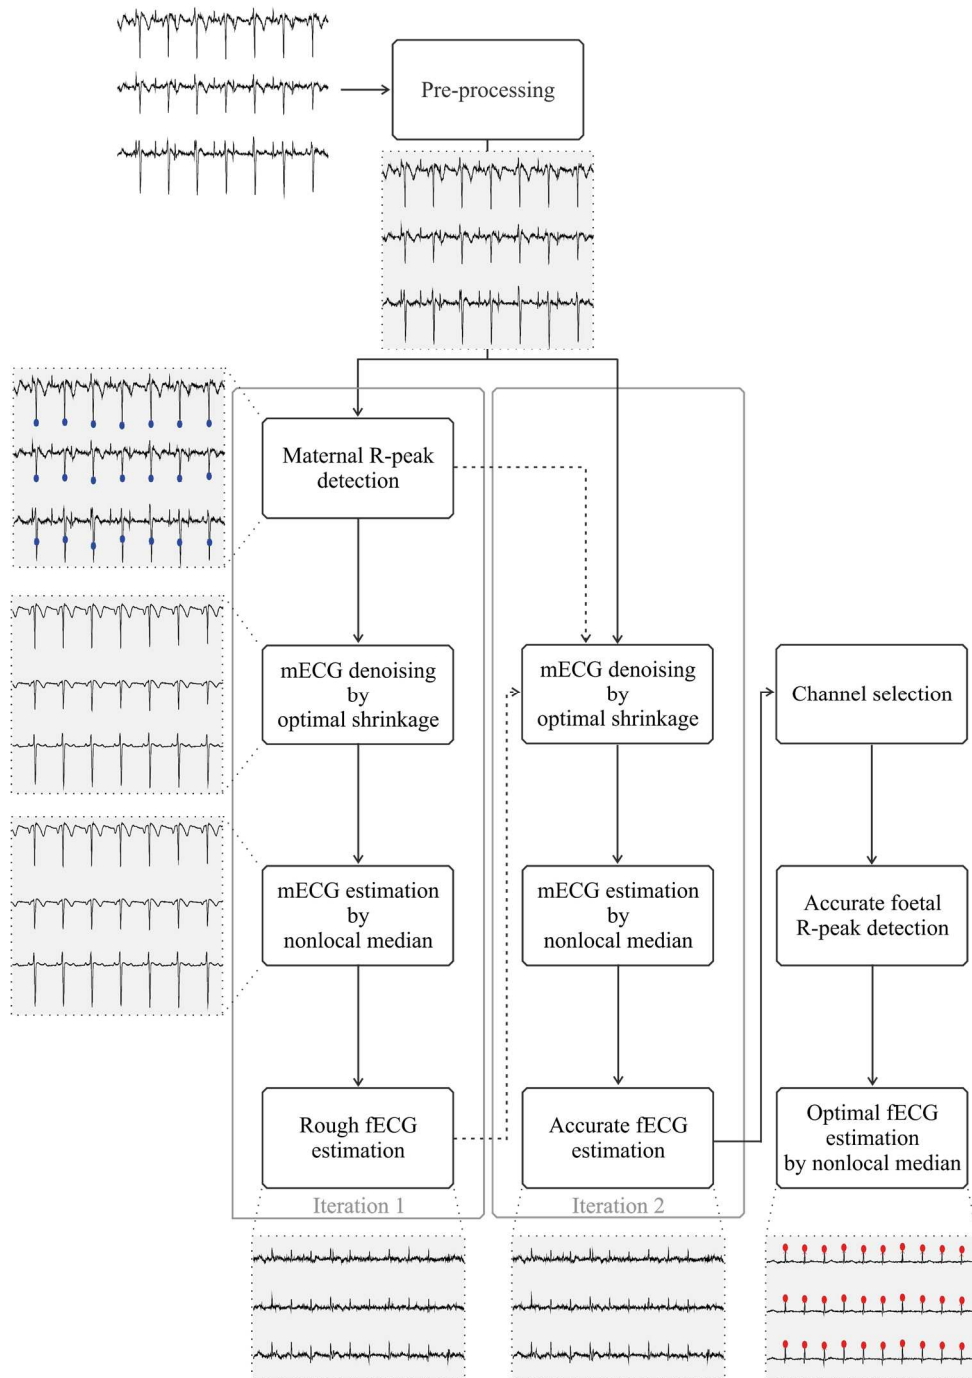 Pre-processing
Maternal R-peak
detection
mECG denoising
by
optimal shrinkage
mECG estimation
by
nonlocal median
Rough fECG
estimation
Iteration 1
mECG denoising
by
optimal shrinkage
mECG estimation
by
nonlocal median
Accurate fECG
estimation
Iteration 2
Channel selection
Accurate foetal
R-peak detection
Optimal fECG
estimation
by nonlocal median